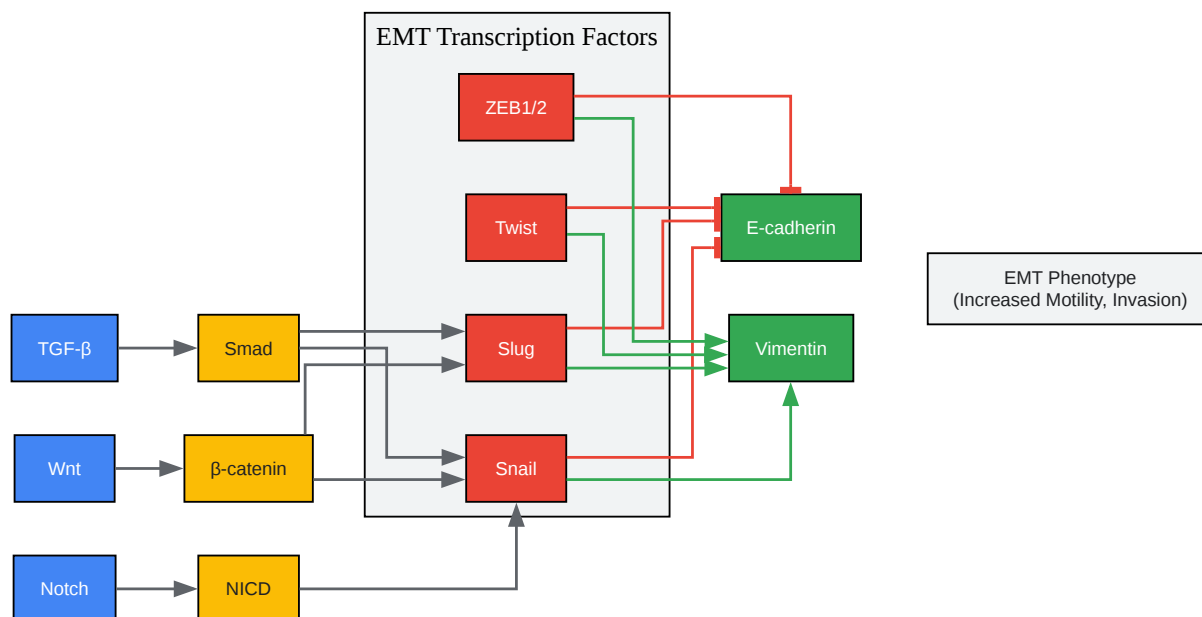 EMT Transcription Factors
ZEB1/2
Twist
E-cadherin
EMT Phenotype
(Increased Motility, Invasion)
TGF-β
Smad
Slug
Vimentin
Wnt
β-catenin
Snail
Notch
NICD